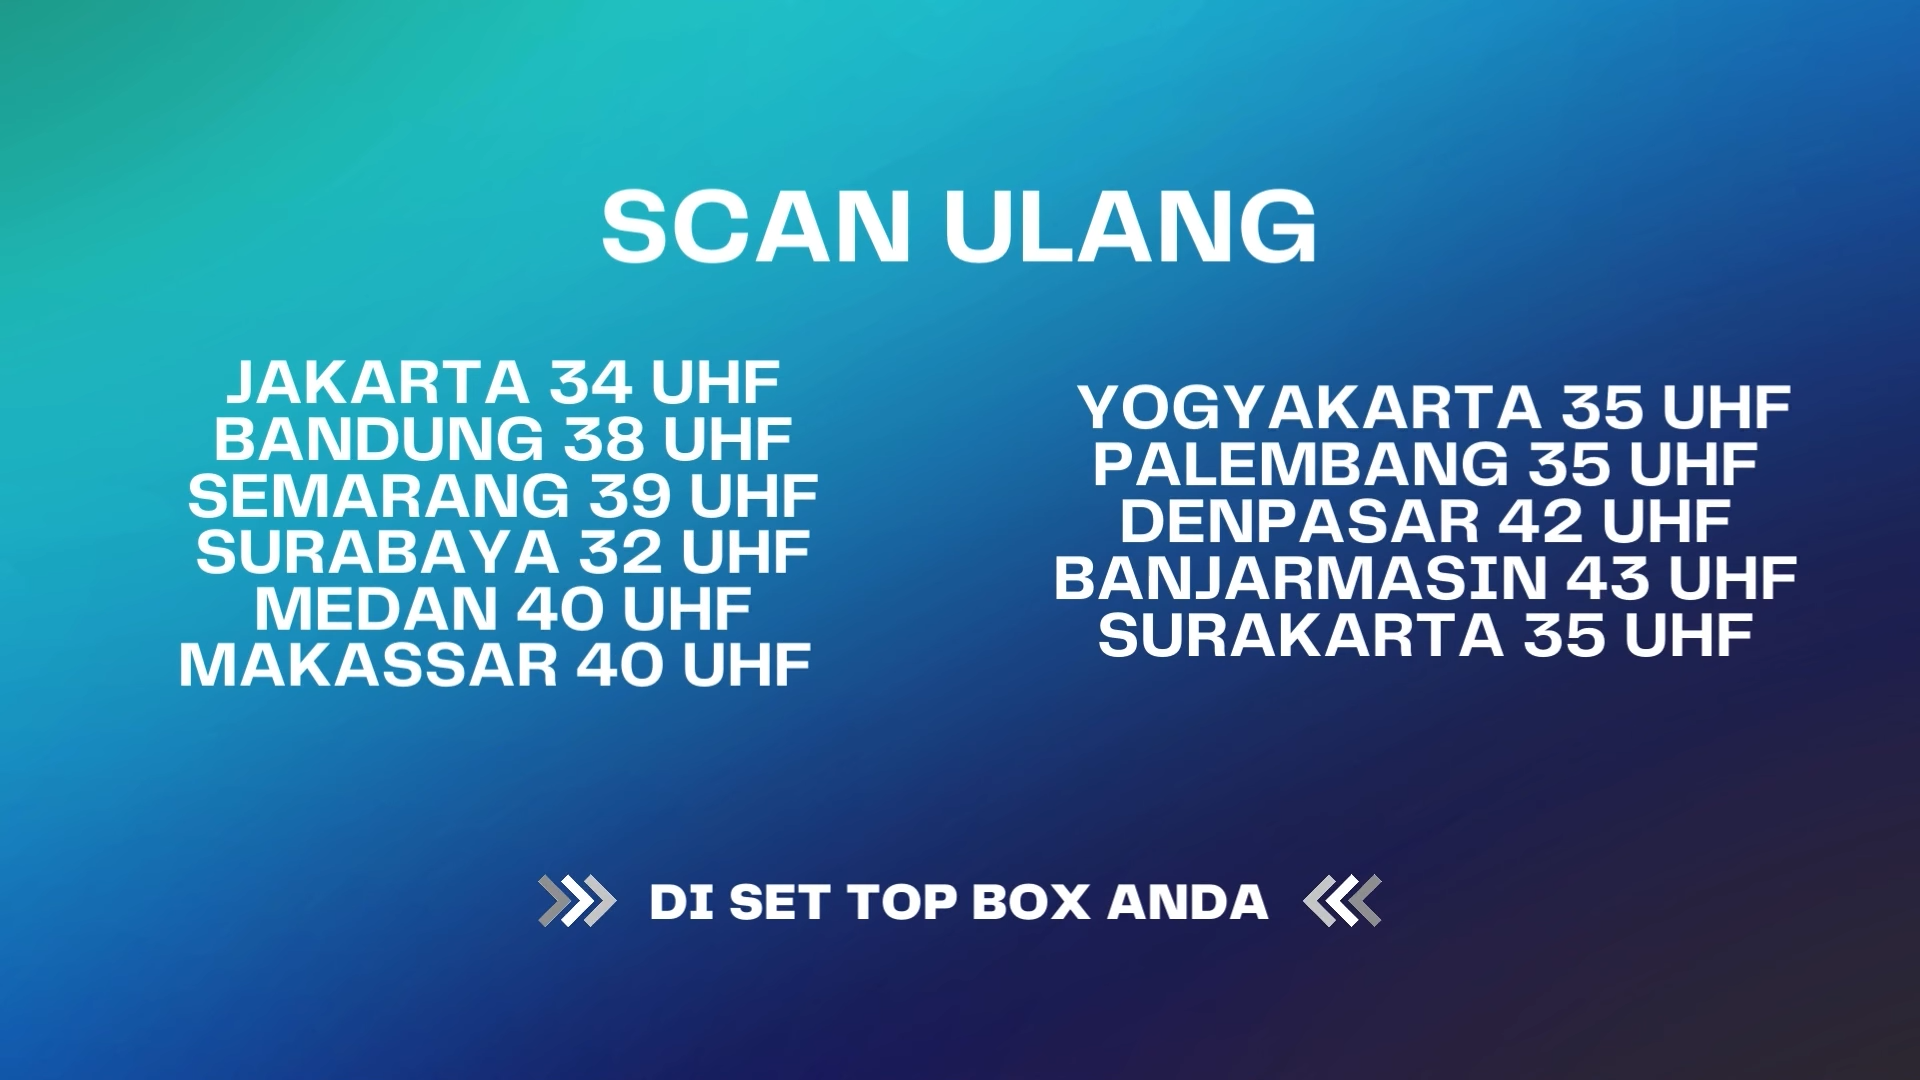 SCAN ULANG
JAKARTA 34 UHF
BANDUNG 38 UHF
SEMARANG 39 UHF
SURABAYA 32 UHF
MEDAN 40 UHF
MAKASSAR 40 UHF
YOGYAKARTA 35 UHF
PALEMBANG 35 UHF
DENPASAR 42 UHF
BANJARMASIN 43 UHF
SURAKARTA 35 UHF
DI SET TOP BOX ANDA